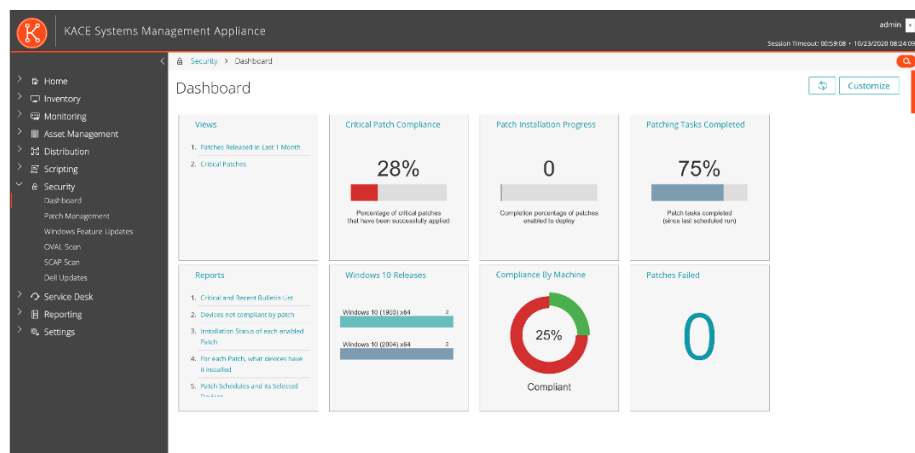 KACE Systems Management Appliance
admin
Session Timeout: 00:59:08 • 10/23/2020 08:24:09
Security > Dashboard
Dashboard
Customize
Home
Inventory
Monitoring
Asset Management
Distribution
Scripting
Security
Dashboard
Patch Management
Windows Feature Updates
OVAL Scan
SCAP Scan
Dell Updates
Service Desk
Reporting
Settings
Views
1. Patches Released in Last 1 Month
2. Critical Patches
Critical Patch Compliance
28%
Percentage of critical patches
that have been successfully applied
Patch Installation Progress
0
Completion percentage of patches
enabled to deploy
Patching Tasks Completed
75%
Patch tasks completed
(since last scheduled run)
Reports
1. Critical and Recent Bulletin List
2. Devices not compliant by patch
3. Installation Status of each enabled
Patch
4. For each Patch, what devices have
it installed
5. Patch Schedules and its Selected
Devices
Windows 10 Releases
Windows 10 (1903) x64 2
Windows 10 (2004) x64 2
Compliance By Machine
25%
Compliant
Patches Failed
0